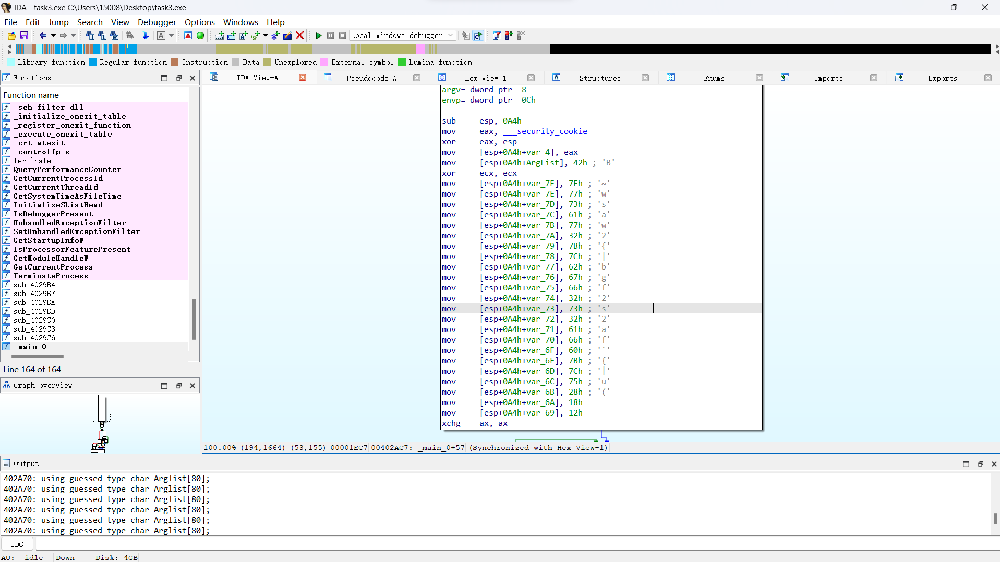 IDA - task3.exe C:\Users\15008\Desktop\task3.exe
File Edit Jump Search View Debugger Options Windows Help
Local Windows debugger
Library function Regular function Instruction Data Unexplored External symbol Lumina function
Functions
IDA View-A Pseudocode-A Hex View-1 Structures Enums Imports Exports
Function name
_seh_filter_dll
_initialize_onexit_table
_register_onexit_function
_execute_onexit_table
_crt_atexit
_controlfp_s
terminate
QueryPerformanceCounter
GetCurrentProcessId
GetCurrentThreadId
GetSystemTimeAsFileTime
InitializeSListHead
IsDebuggerPresent
UnhandledExceptionFilter
SetUnhandledExceptionFilter
GetStartupInfoW
IsProcessorFeaturePresent
GetModuleHandleW
GetCurrentProcess
TerminateProcess
sub_4029B4
sub_4029B7
sub_4029BA
sub_4029BD
sub_4029C0
sub_4029C3
sub_4029C6
_main_0
Line 164 of 164
Graph overview
argv= dword ptr 8
envp= dword ptr 0Ch
sub esp, 0A4h
mov eax, ___security_cookie
xor eax, esp
mov [esp+0A4h+var_4], eax
mov [esp+0A4h+ArgList], 42h ; 'B'
xor ecx, ecx
mov [esp+0A4h+var_7F], 7Eh ; '~'
mov [esp+0A4h+var_7E], 77h ; 'w'
mov [esp+0A4h+var_7D], 73h ; 's'
mov [esp+0A4h+var_7C], 61h ; 'a'
mov [esp+0A4h+var_7B], 77h ; 'w'
mov [esp+0A4h+var_7A], 32h ; '2'
mov [esp+0A4h+var_79], 7Bh ; '{'
mov [esp+0A4h+var_78], 7Ch ; '|'
mov [esp+0A4h+var_77], 62h ; 'b'
mov [esp+0A4h+var_76], 67h ; 'g'
mov [esp+0A4h+var_75], 66h ; 'f'
mov [esp+0A4h+var_74], 32h ; '2'
mov [esp+0A4h+var_73], 73h ; 's'
mov [esp+0A4h+var_72], 32h ; '2'
mov [esp+0A4h+var_71], 61h ; 'a'
mov [esp+0A4h+var_70], 66h ; 'f'
mov [esp+0A4h+var_6F], 60h ; '`'
mov [esp+0A4h+var_6E], 7Bh ; '{'
mov [esp+0A4h+var_6D], 7Ch ; '|'
mov [esp+0A4h+var_6C], 75h ; 'u'
mov [esp+0A4h+var_6B], 28h ; '('
mov [esp+0A4h+var_6A], 18h
mov [esp+0A4h+var_69], 12h
xchg ax, ax
100.00% (194,1664) (53,155) 00001EC7 00402AC7: _main_0+57 (Synchronized with Hex View-1)
Output
402A70: using guessed type char Arglist[80];
402A70: using guessed type char Arglist[80];
402A70: using guessed type char Arglist[80];
402A70: using guessed type char Arglist[80];
402A70: using guessed type char Arglist[80];
402A70: using guessed type char Arglist[80];
IDC
AU: idle Down Disk: 4GB